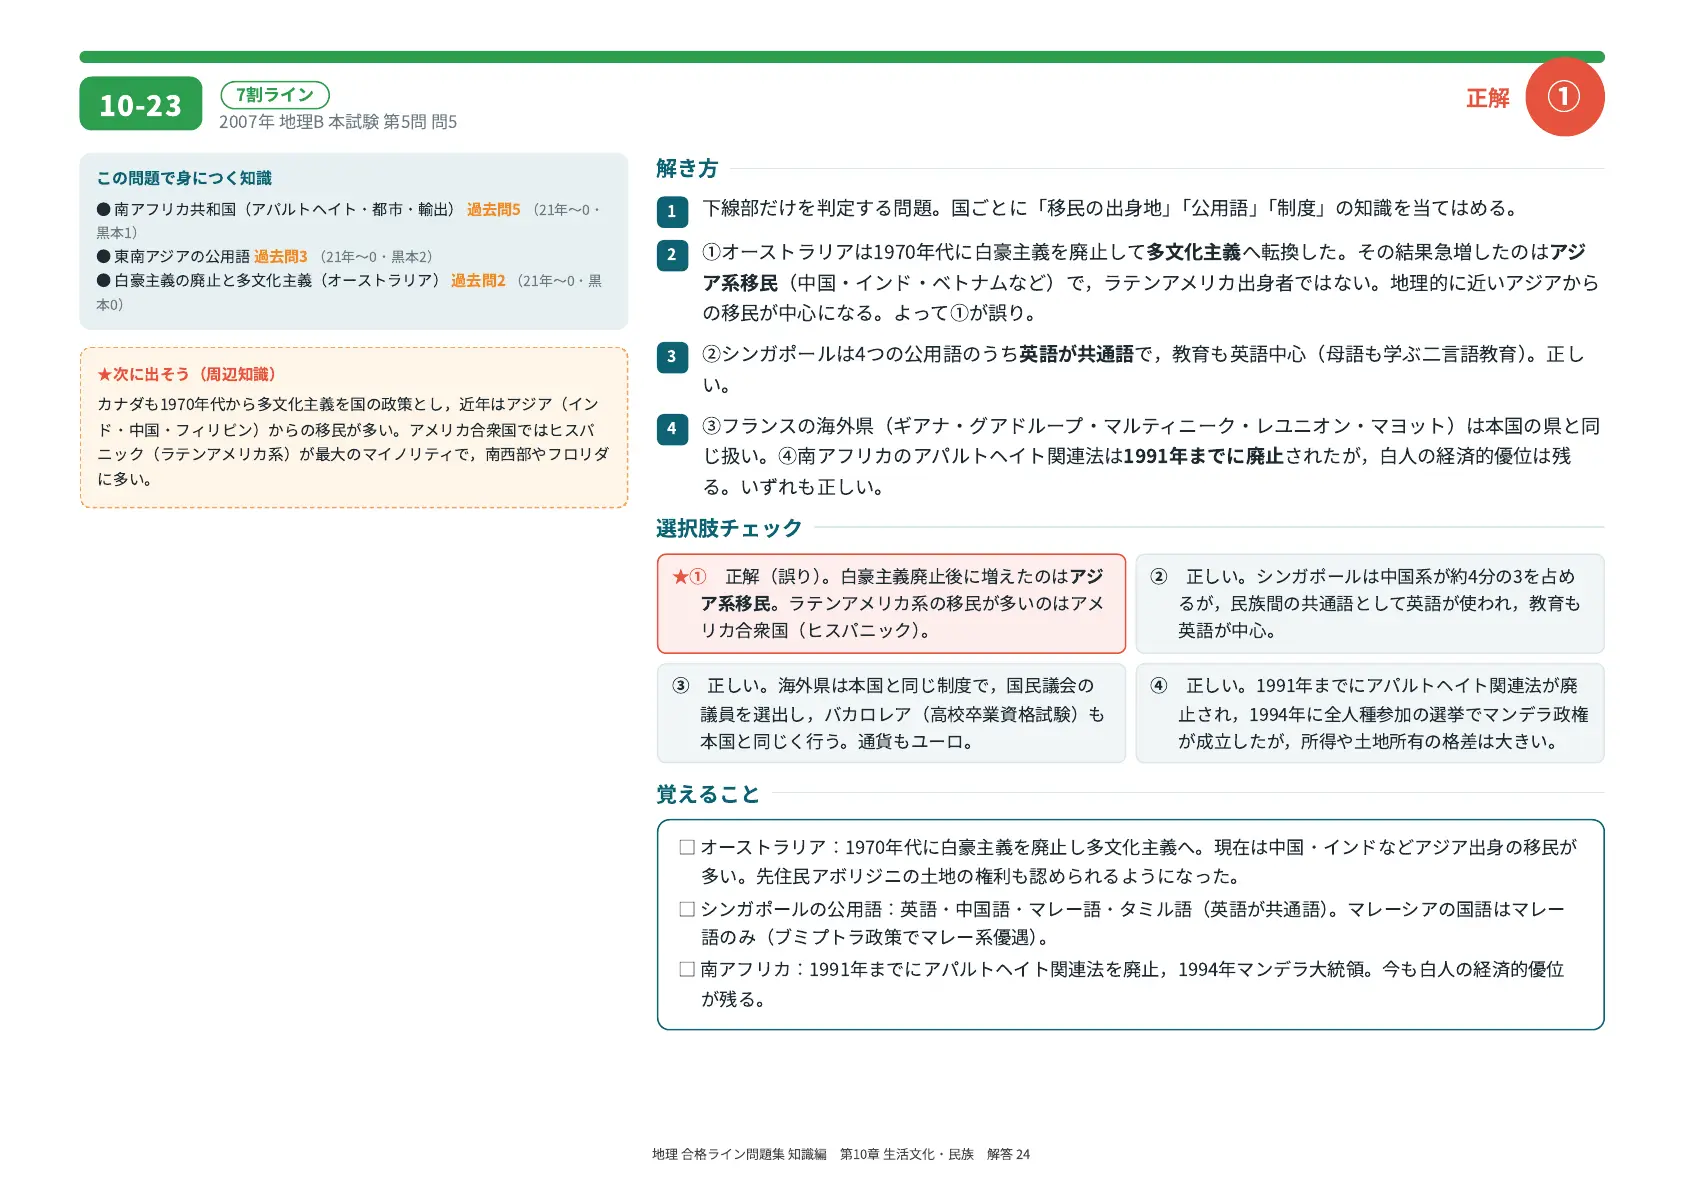 10-23
7割ライン
2007年 地理B 本試験 第5問 問5
正解 ①
この問題で身につく知識
● 南アフリカ共和国（アパルトヘイト・都市・輸出） 過去問5 （21年〜0・
黒本1）
● 東南アジアの公用語 過去問3 （21年〜0・黒本2）
● 白豪主義の廃止と多文化主義（オーストラリア） 過去問2 （21年〜0・黒
本0）
★次に出そう（周辺知識）
カナダも1970年代から多文化主義を国の政策とし，近年はアジア（イン
ド・中国・フィリピン）からの移民が多い。アメリカ合衆国ではヒスパ
ニック（ラテンアメリカ系）が最大のマイノリティで，南西部やフロリダ
に多い。
解き方
1 下線部だけを判定する問題。国ごとに「移民の出身地」「公用語」「制度」の知識を当てはめる。
2 ①オーストラリアは1970年代に白豪主義を廃止して多文化主義へ転換した。その結果急増したのはアジ
ア系移民（中国・インド・ベトナムなど）で，ラテンアメリカ出身者ではない。地理的に近いアジアから
の移民が中心になる。よって①が誤り。
3 ②シンガポールは4つの公用語のうち英語が共通語で，教育も英語中心（母語も学ぶ二言語教育）。正し
い。
4 ③フランスの海外県（ギアナ・グアドループ・マルティニーク・レユニオン・マヨット）は本国の県と同
じ扱い。④南アフリカのアパルトヘイト関連法は1991年までに廃止されたが，白人の経済的優位は残
る。いずれも正しい。
選択肢チェック
★① 正解（誤り）。白豪主義廃止後に増えたのはアジ
ア系移民。ラテンアメリカ系の移民が多いのはアメ
リカ合衆国（ヒスパニック）。
② 正しい。シンガポールは中国系が約4分の3を占め
るが，民族間の共通語として英語が使われ，教育も
英語が中心。
③ 正しい。海外県は本国と同じ制度で，国民議会の
議員を選出し，バカロレア（高校卒業資格試験）も
本国と同じく行う。通貨もユーロ。
④ 正しい。1991年までにアパルトヘイト関連法が廃
止され，1994年に全人種参加の選挙でマンデラ政権
が成立したが，所得や土地所有の格差は大きい。
覚えること
□ オーストラリア：1970年代に白豪主義を廃止し多文化主義へ。現在は中国・インドなどアジア出身の移民が
多い。先住民アボリジニの土地の権利も認められるようになった。
□ シンガポールの公用語：英語・中国語・マレー語・タミル語（英語が共通語）。マレーシアの国語はマレー
語のみ（ブミプトラ政策でマレー系優遇）。
□ 南アフリカ：1991年までにアパルトヘイト関連法を廃止，1994年マンデラ大統領。今も白人の経済的優位
が残る。
地理 合格ライン問題集 知識編 第10章 生活文化・民族 解答 24